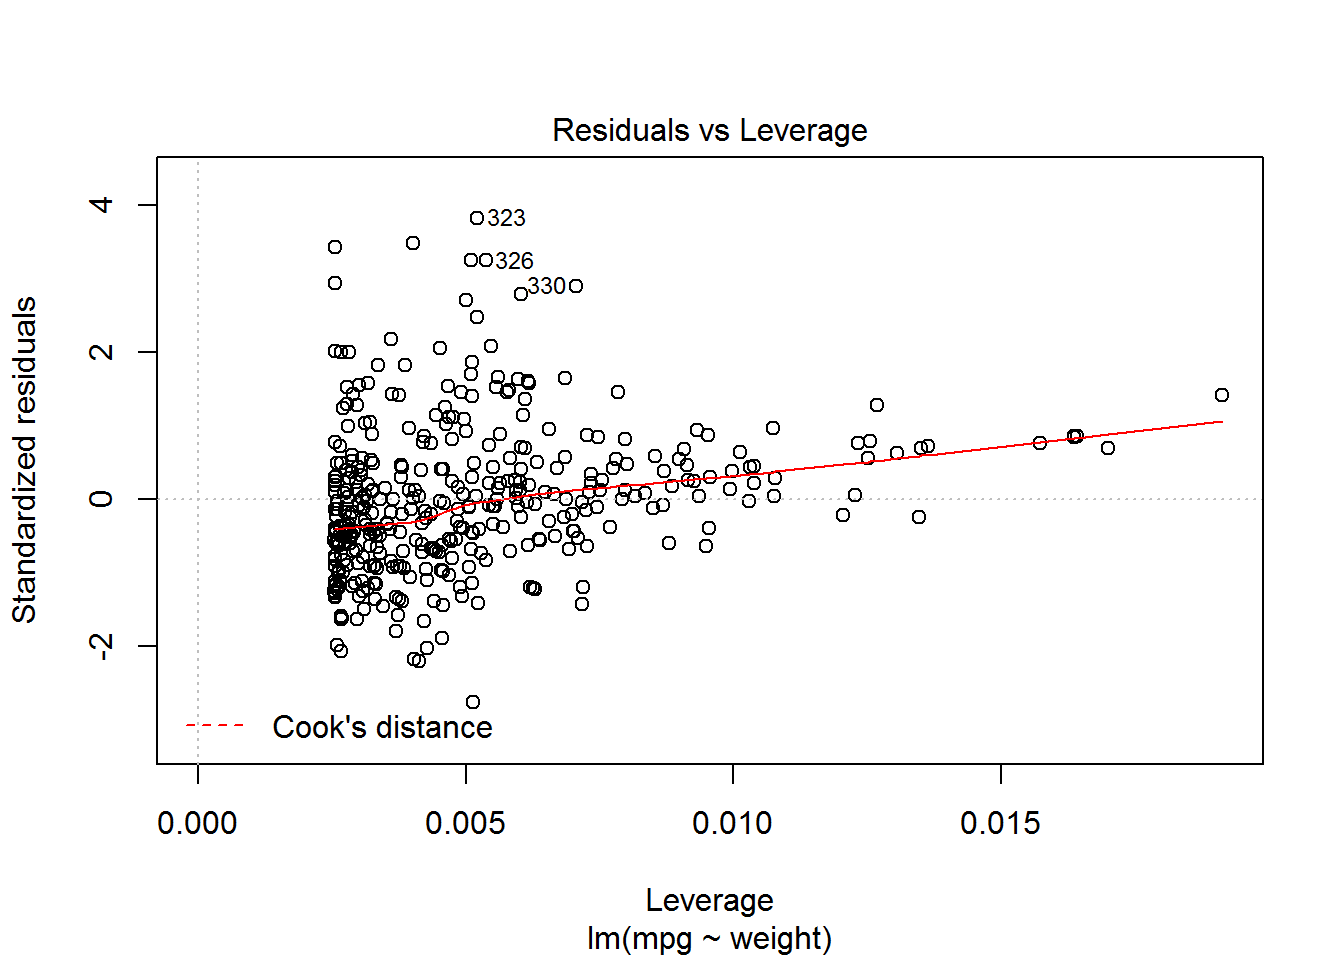 Residuals vs Leverage
Standardized residuals
4
2
0
-2
323
326
330
Cook's distance
0.000 0.005 0.010 0.015
Leverage
lm(mpg ~ weight)